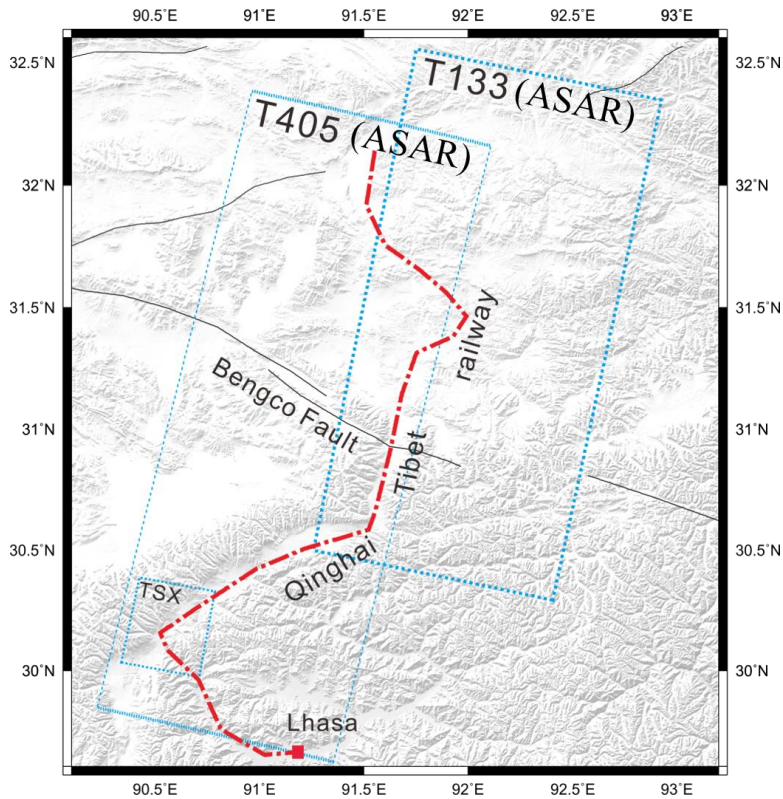 90.5°E 91°E 91.5°E 92°E 92.5°E 93°E
32.5°N 32.5°N
T133 (ASAR)
T405 (ASAR)
32°N 32°N
31.5°N 31.5°N
railway
Bengco Fault
31°N 31°N
Tibet
30.5°N 30.5°N
Qinghai
TSX
30°N 30°N
Lhasa
90.5°E 91°E 91.5°E 92°E 92.5°E 93°E